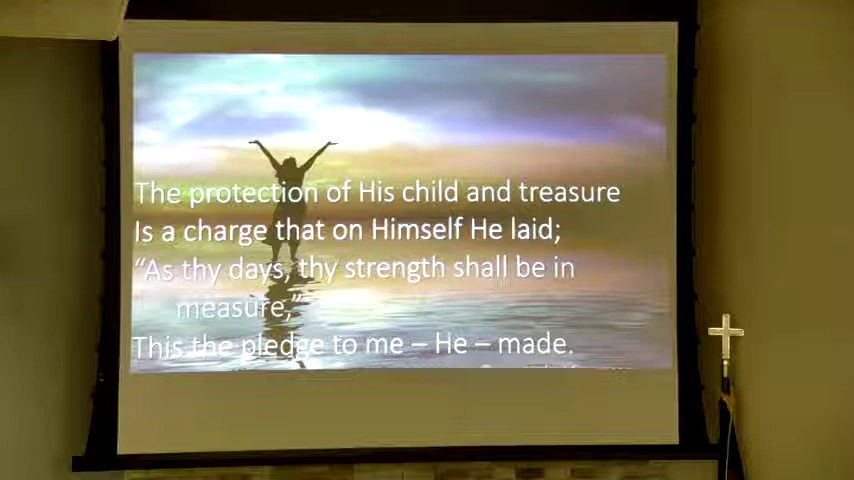 The protection of His child and treasure
Is a charge that on Himself He laid;
“As thy days, thy strength shall be in
measure,”
This the pledge to me – He – made.